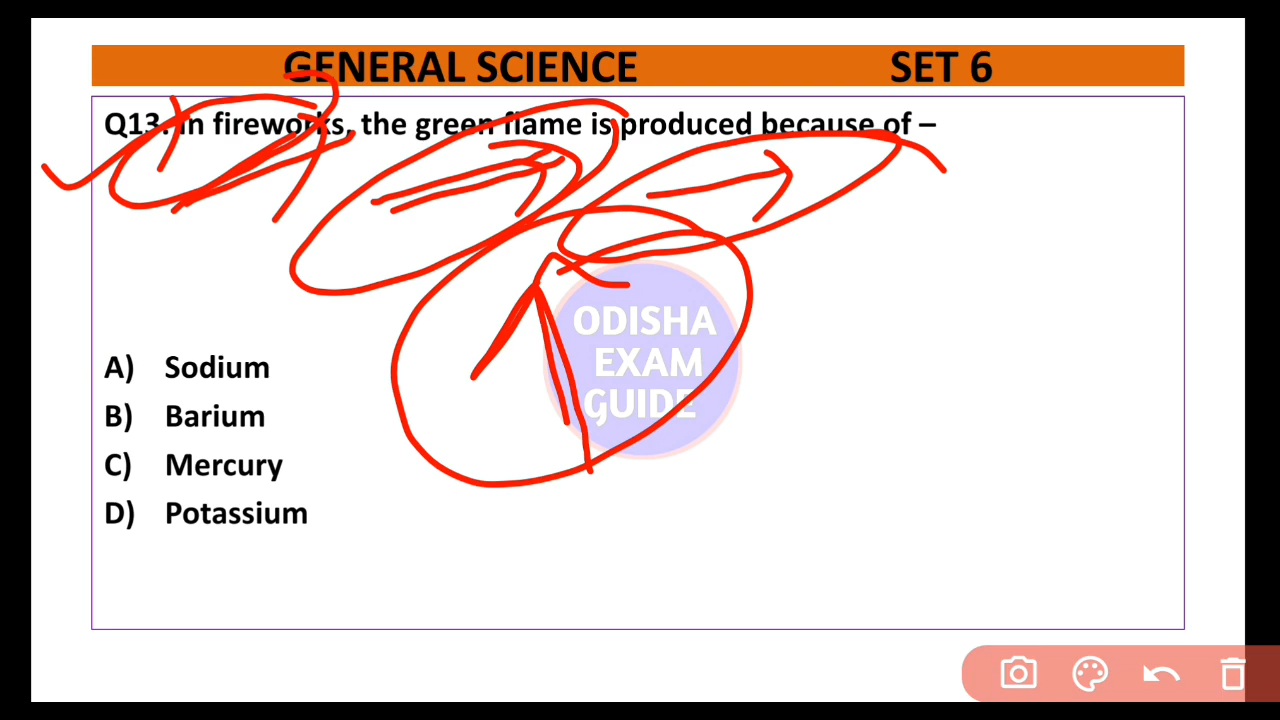 GENERAL SCIENCE SET 6
Q13. In fireworks, the green flame is produced because of –
ODISHA
EXAM
GUIDE
A) Sodium
B) Barium
C) Mercury
D) Potassium